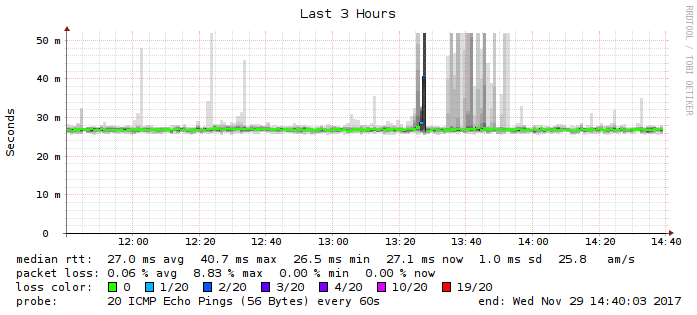 Last 3 Hours
RRDTOOL / TOBI OETIKER
Seconds
50 m
40 m
30 m
20 m
10 m
0
12:00 12:20 12:40 13:00 13:20 13:40 14:00 14:20 14:40
median rtt: 27.0 ms avg 40.7 ms max 26.5 ms min 27.1 ms now 1.0 ms sd 25.8 am/s
packet loss: 0.06 % avg 8.83 % max 0.00 % min 0.00 % now
loss color: 0 1/20 2/20 3/20 4/20 10/20 19/20
probe: 20 ICMP Echo Pings (56 Bytes) every 60s end: Wed Nov 29 14:40:03 2017